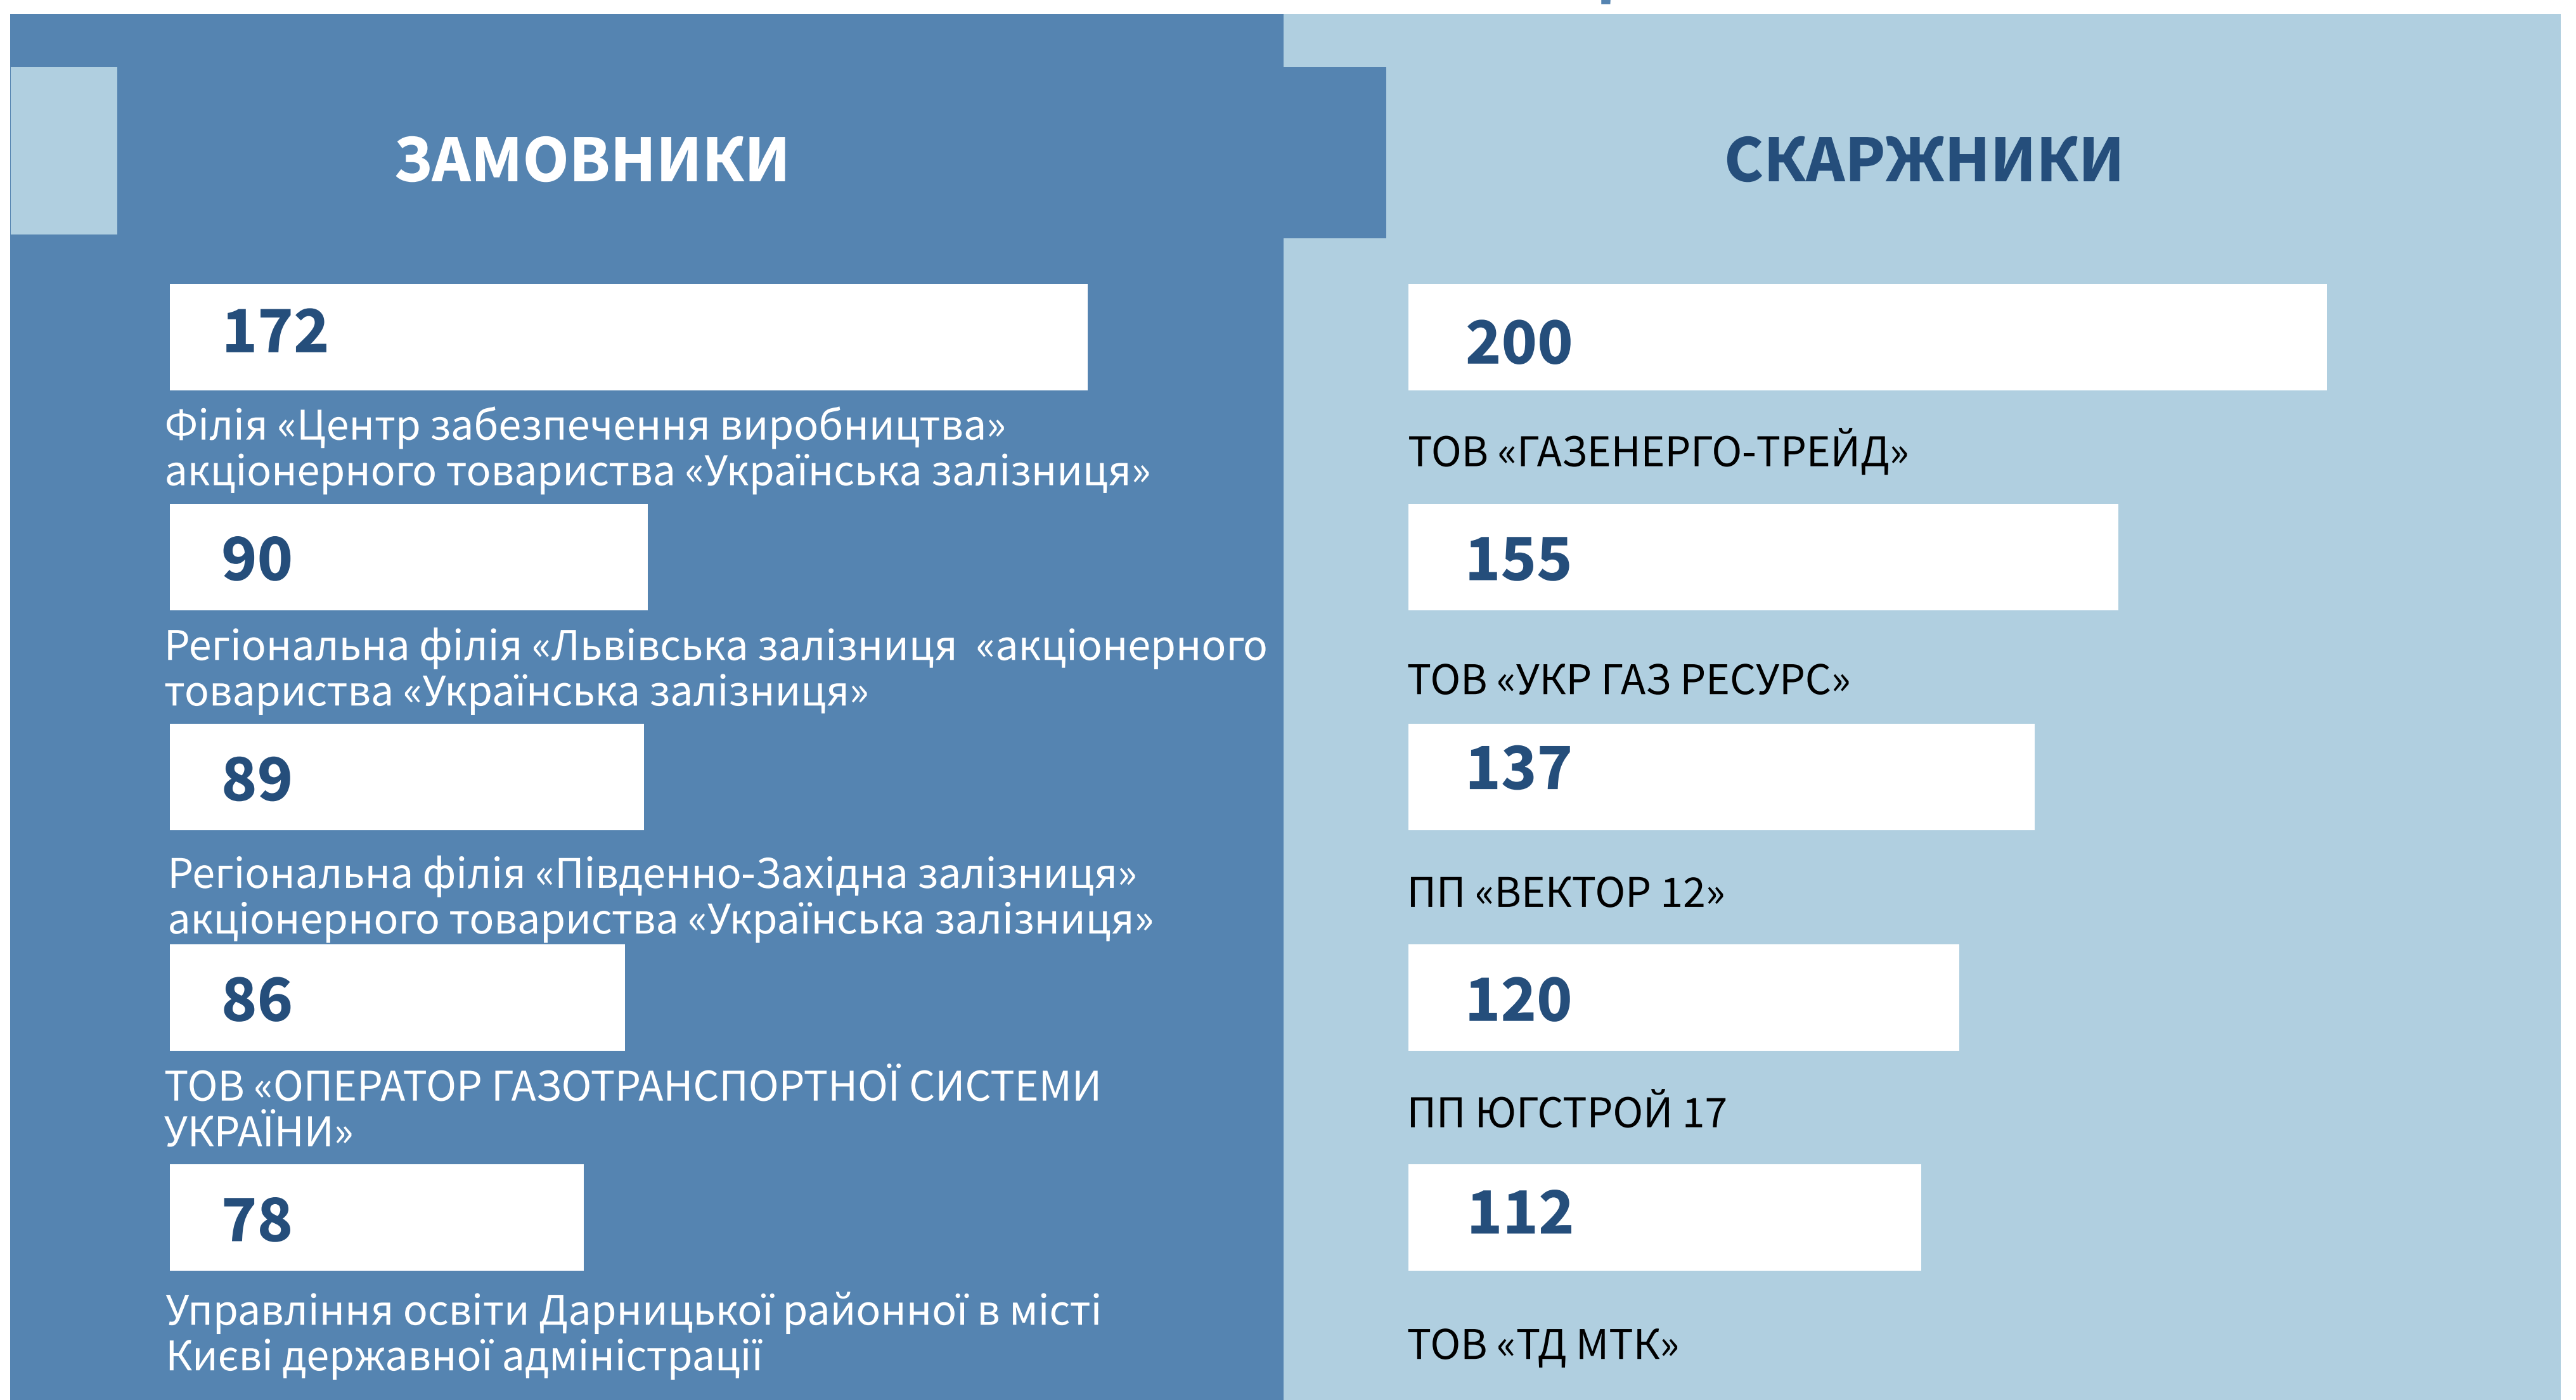 ЗАМОВНИКИ
172
Філія «Центр забезпечення виробництва»
акціонерного товариства «Українська залізниця»
90
Регіональна філія «Львівська залізниця «акціонерного
товариства «Українська залізниця»
89
Регіональна філія «Південно-Західна залізниця»
акціонерного товариства «Українська залізниця»
86
ТОВ «ОПЕРАТОР ГАЗОТРАНСПОРТНОЇ СИСТЕМИ
УКРАЇНИ»
78
Управління освіти Дарницької районної в місті
Києві державної адміністрації
СКАРЖНИКИ
200
ТОВ «ГАЗЕНЕРГО-ТРЕЙД»
155
ТОВ «УКР ГАЗ РЕСУРС»
137
ПП «ВЕКТОР 12»
120
ПП ЮГСТРОЙ 17
112
ТОВ «ТД МТК»